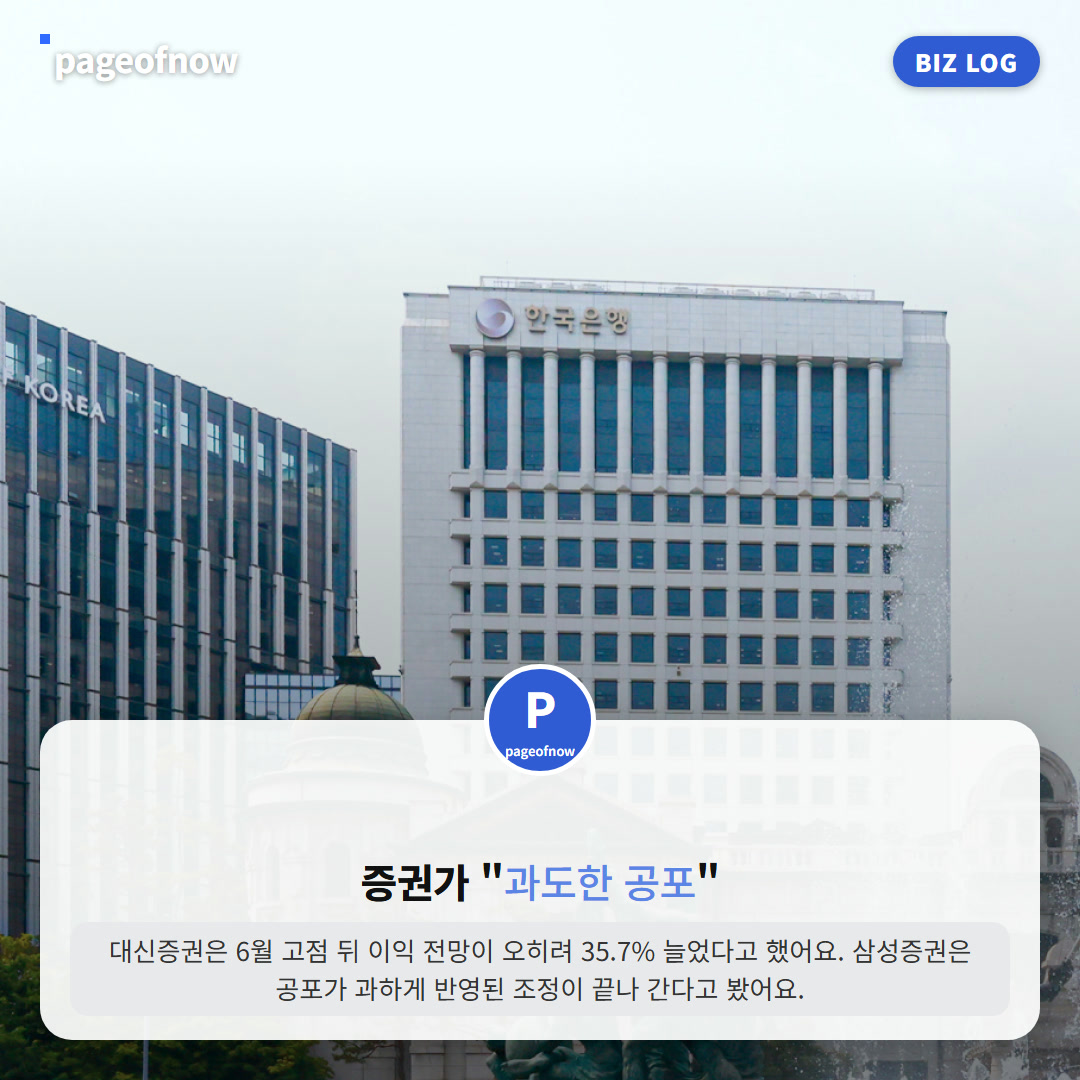 pageofnow
BIZ LOG
한국은행
KOREA
P
pageofnow
증권가 "과도한 공포"
대신증권은 6월 고점 뒤 이익 전망이 오히려 35.7% 늘었다고 했어요. 삼성증권은
공포가 과하게 반영된 조정이 끝나 간다고 봤어요.